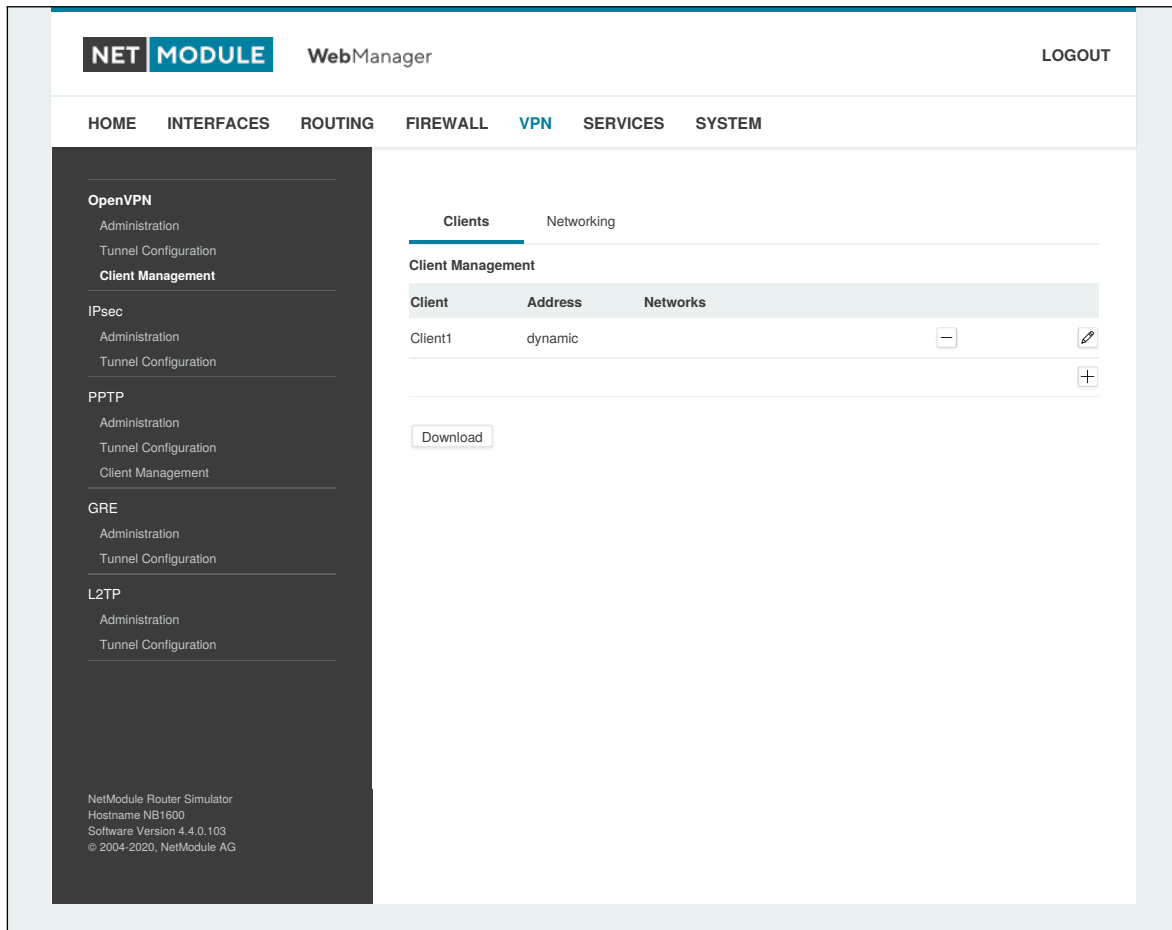 NET MODULE WebManager LOGOUT
HOME INTERFACES ROUTING FIREWALL VPN SERVICES SYSTEM
OpenVPN
Administration
Tunnel Configuration
Client Management
IPsec
Administration
Tunnel Configuration
PPTP
Administration
Tunnel Configuration
Client Management
GRE
Administration
Tunnel Configuration
L2TP
Administration
Tunnel Configuration
NetModule Router Simulator
Hostname NB1600
Software Version 4.4.0.103
© 2004-2020, NetModule AG
Clients Networking
Client Management
Client Address Networks
Client1 dynamic
Download